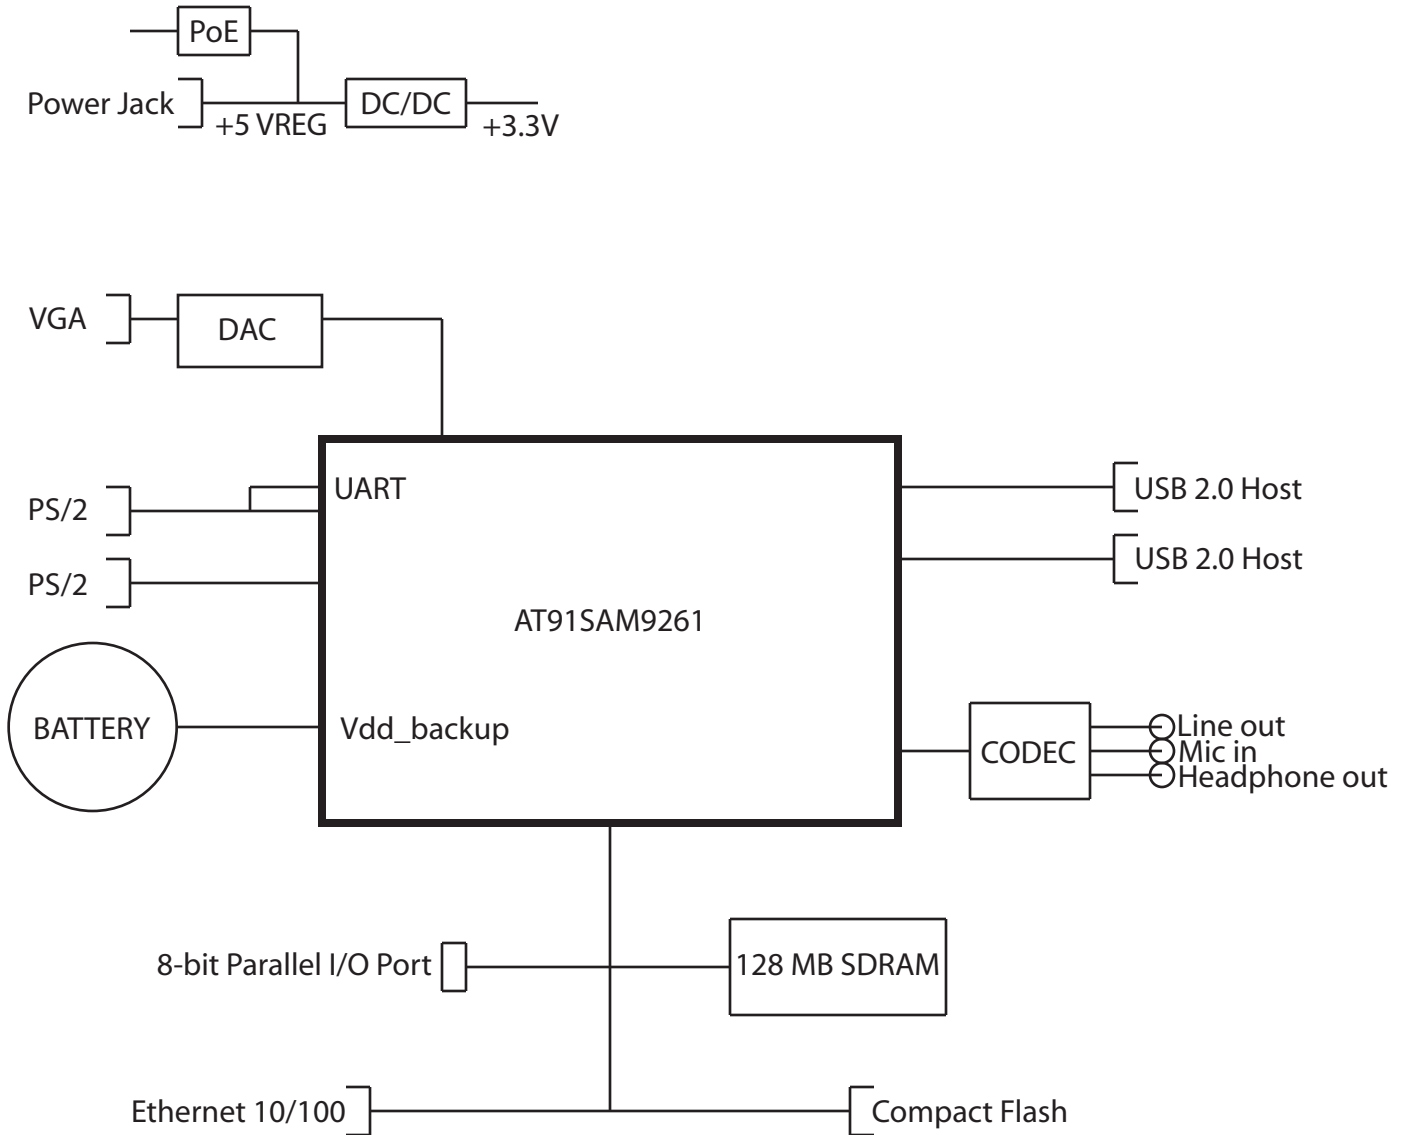 PoE
Power Jack
+5 VREG
DC/DC
+3.3V
VGA
DAC
PS/2
UART
USB 2.0 Host
PS/2
USB 2.0 Host
AT91SAM9261
BATTERY
Vdd_backup
CODEC
Line out
Mic in
Headphone out
8-bit Parallel I/O Port
128 MB SDRAM
Ethernet 10/100
Compact Flash